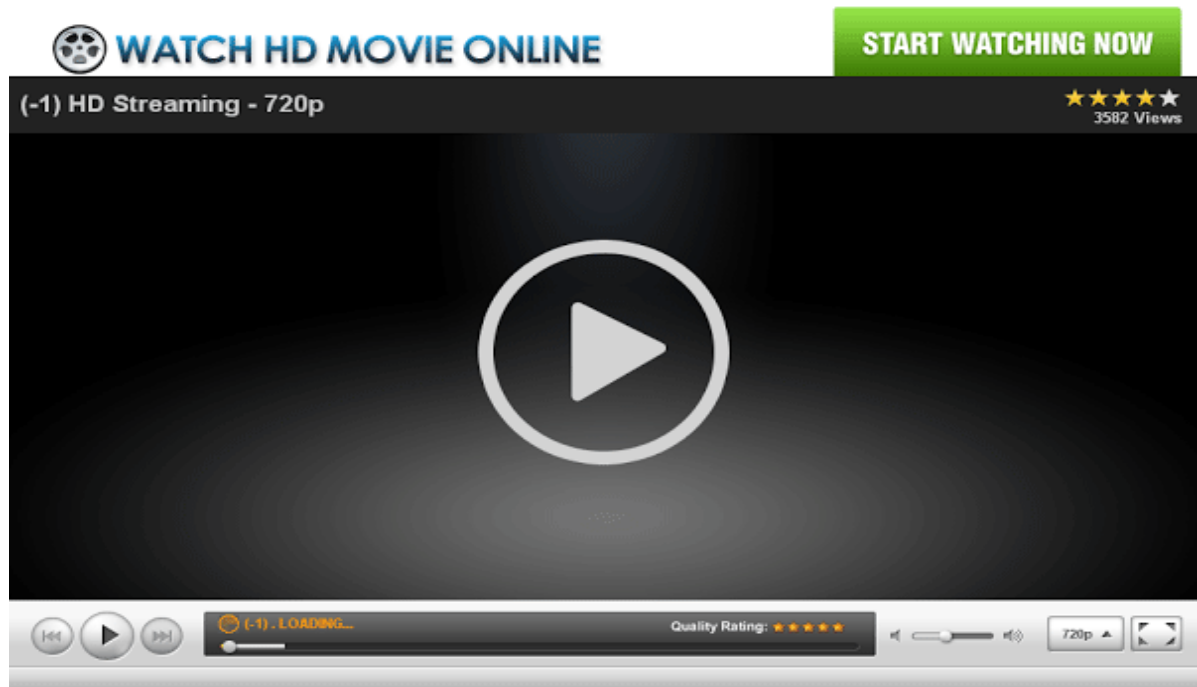 WATCH HD MOVIE ONLINE
START WATCHING NOW
(-1) HD Streaming - 720p
3582 Views
(-1) . LOADING...
Quality Rating:
720p